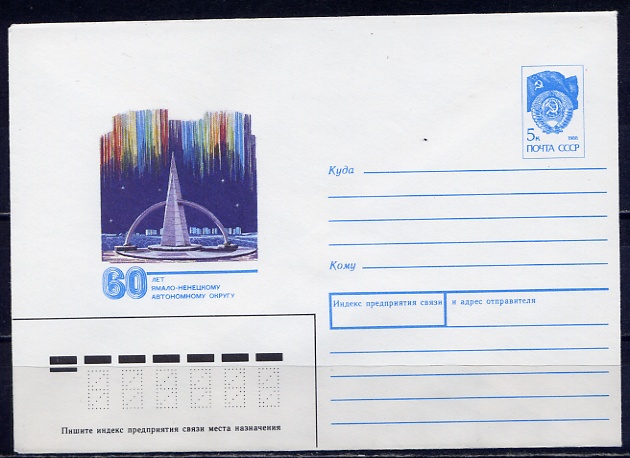 5к 1988
ПОЧТА СССР
Куда
Кому
60 ЛЕТ
ЯМАЛО-НЕНЕЦКОМУ
АВТОНОМНОМУ ОКРУГУ
Индекс предприятия связи и адрес отправителя
Пишите индекс предприятия связи места назначения